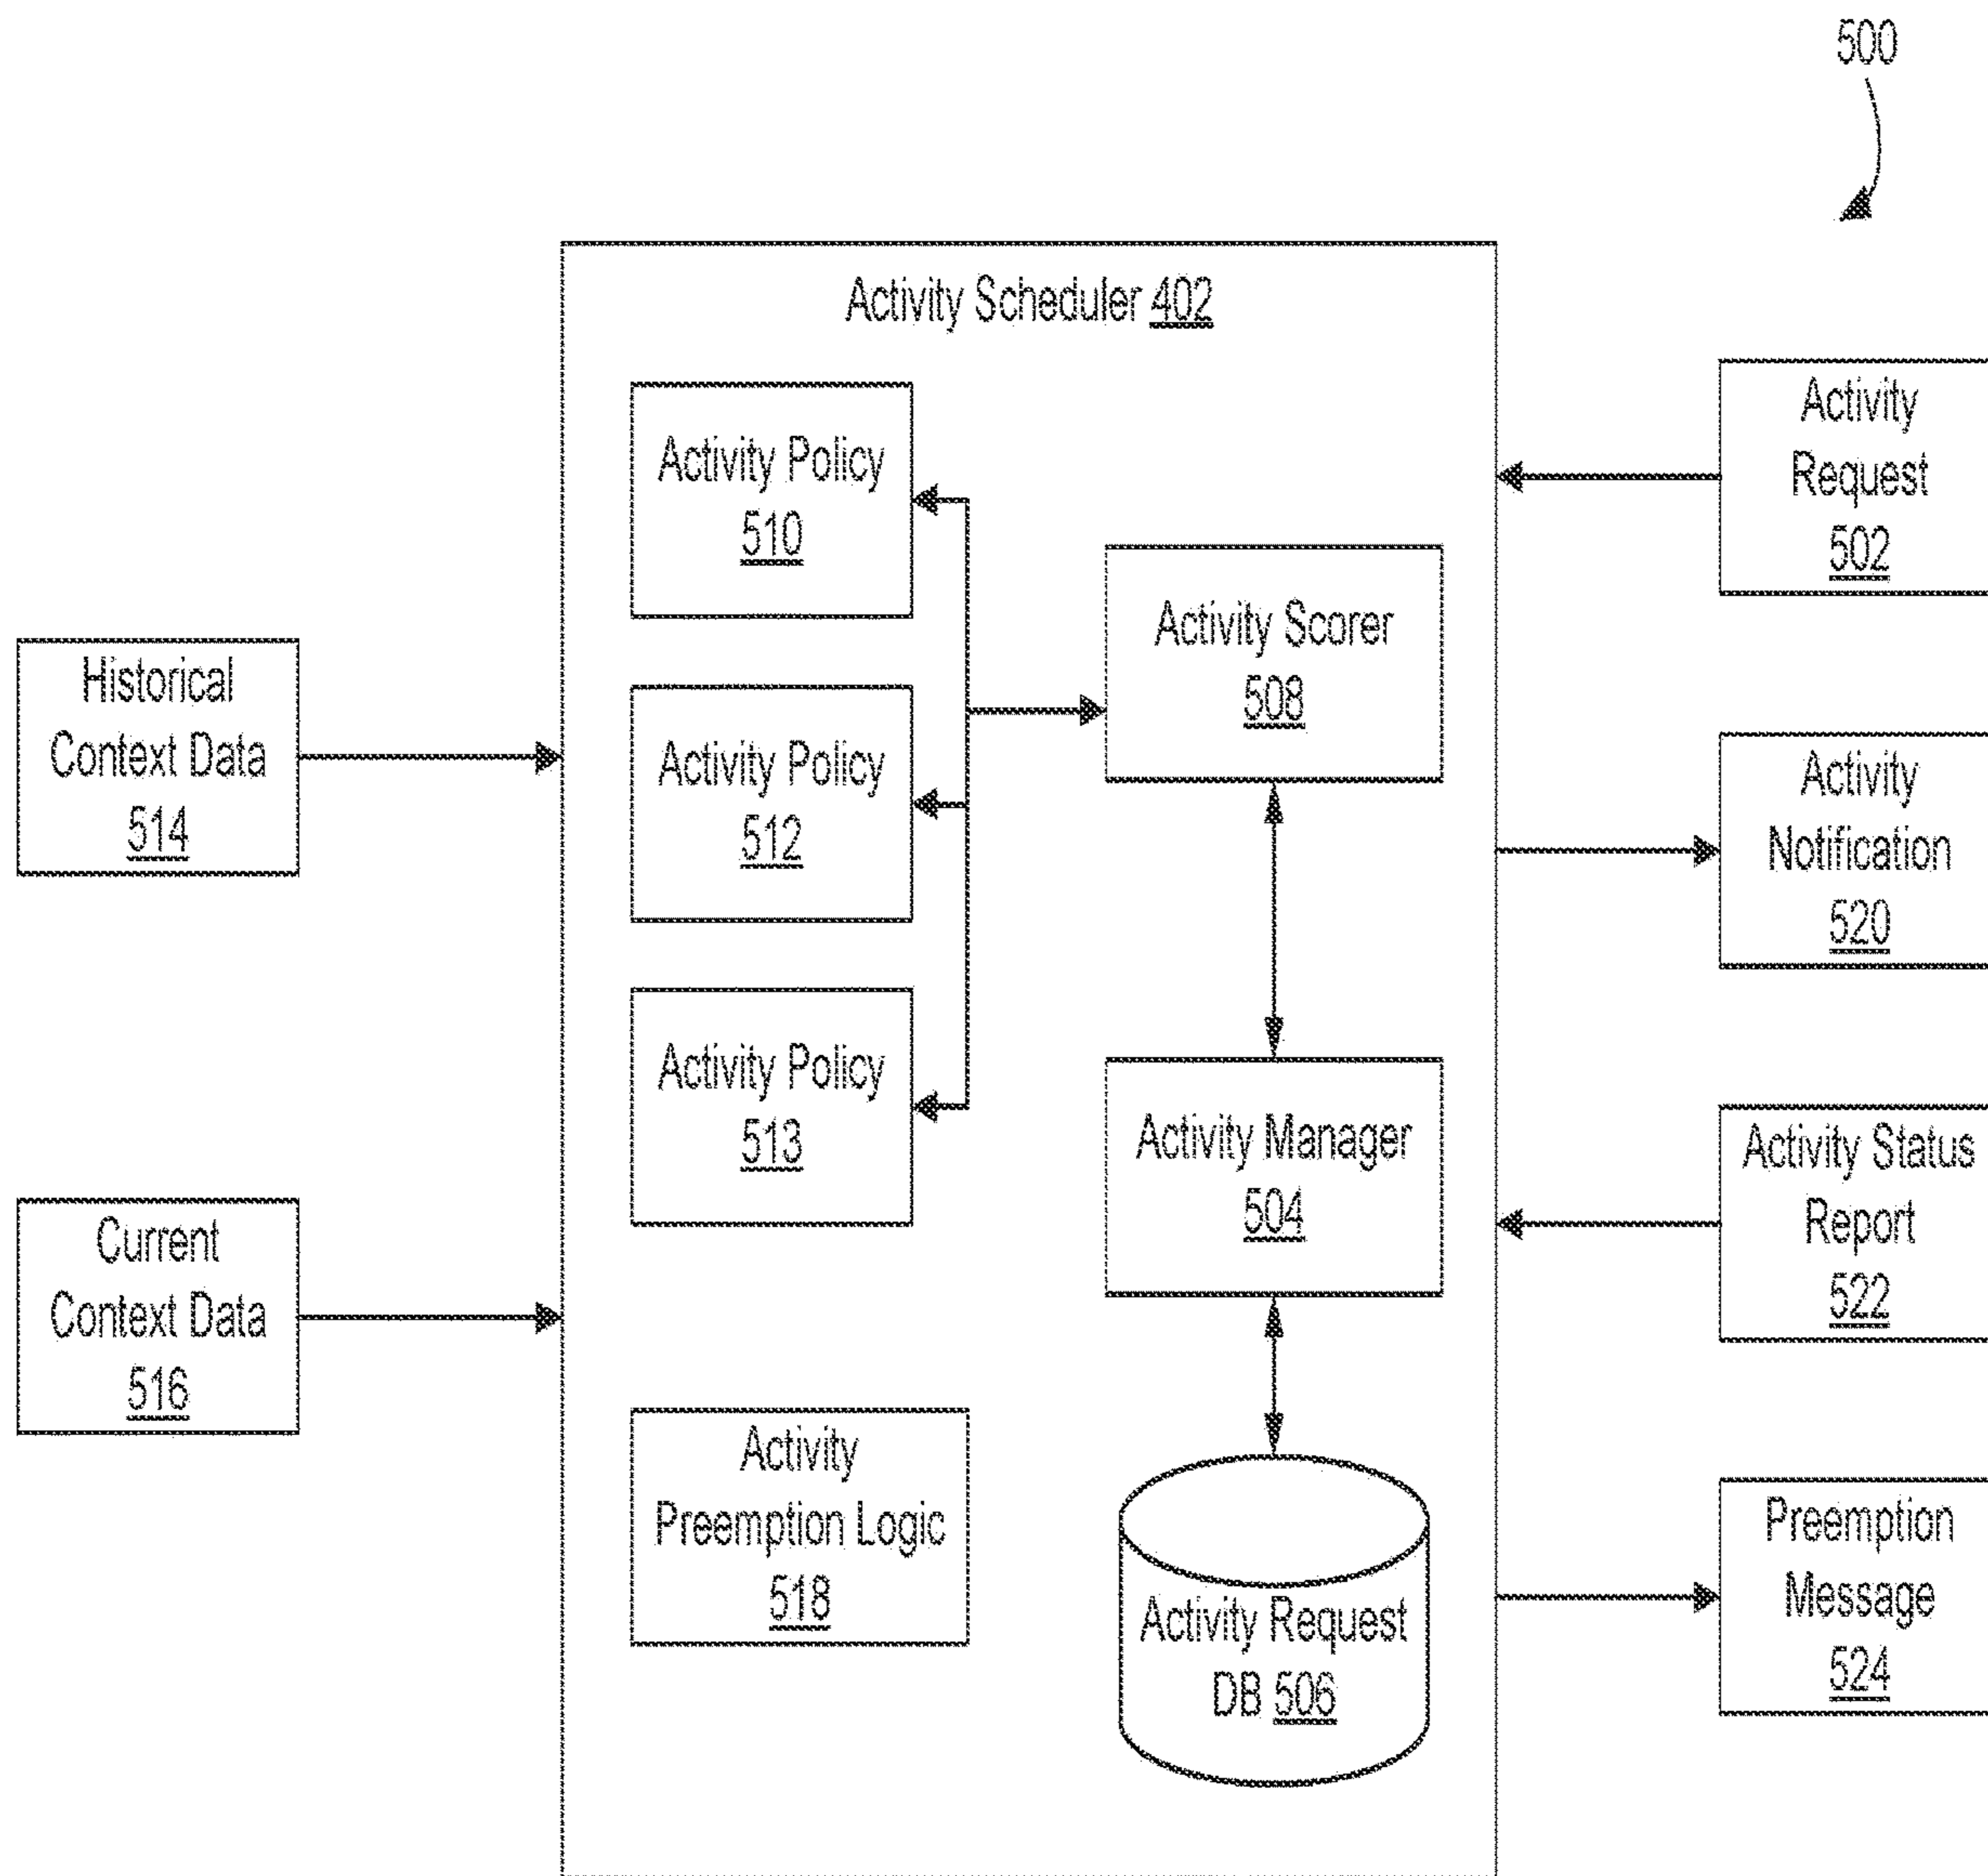 500
Activity Scheduler 402
Activity Policy
510
Activity Policy
512
Activity Policy
513
Activity Scorer
508
Activity Manager
504
Activity Request
DB 506
Activity
Preemption Logic
518
Historical
Context Data
514
Current
Context Data
516
Activity
Request
502
Activity
Notification
520
Activity Status
Report
522
Preemption
Message
524